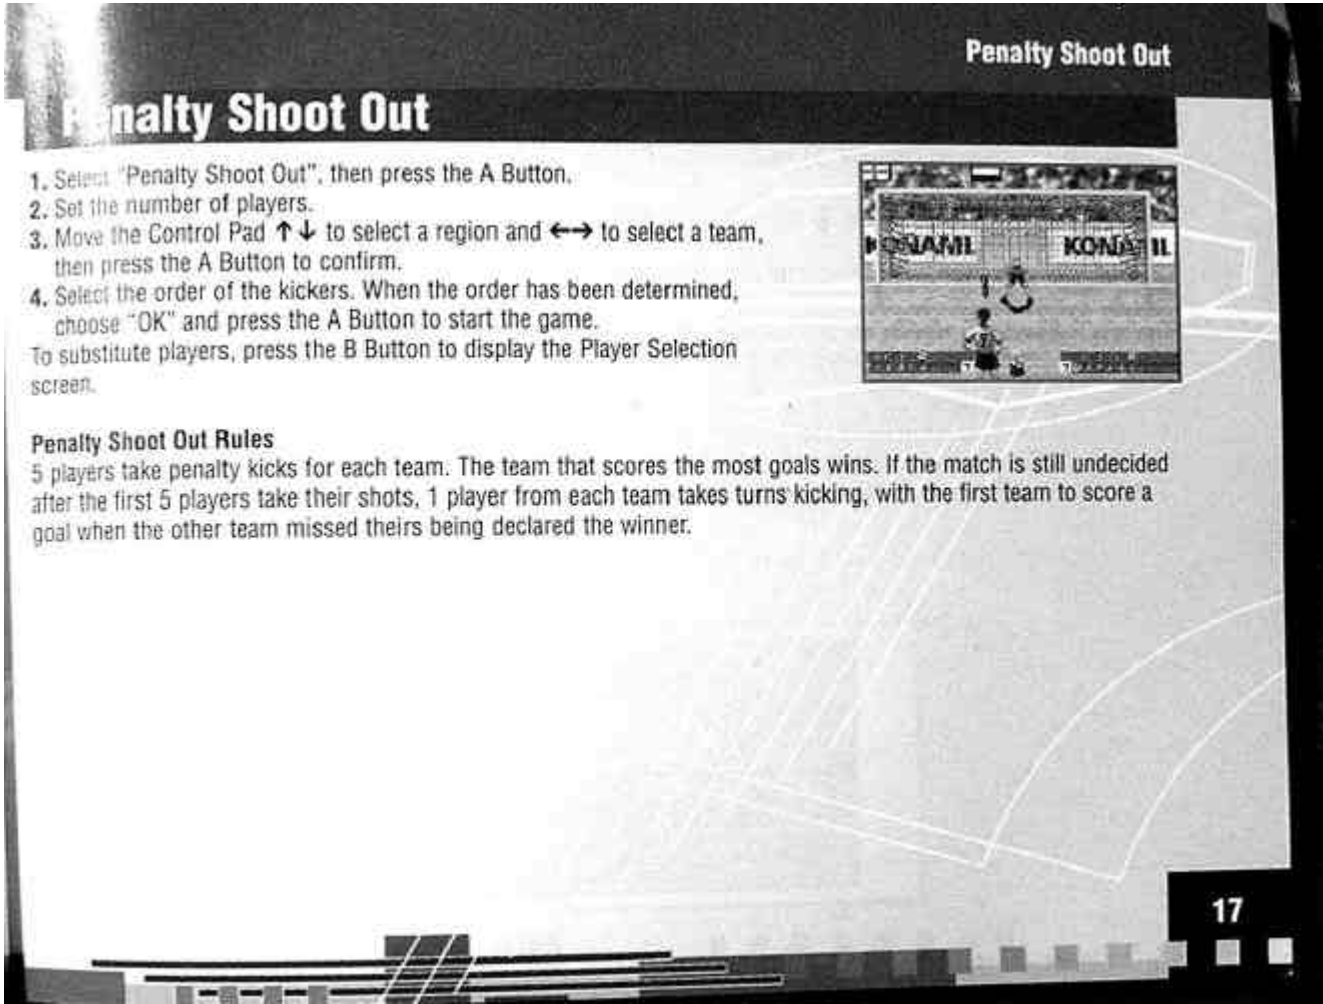 Penalty Shoot Out
Penalty Shoot Out
1. Select "Penalty Shoot Out", then press the A Button.
2. Set the number of players.
3. Move the Control Pad ↑↓ to select a region and ←→ to select a team,
then press the A Button to confirm.
4. Select the order of the kickers. When the order has been determined,
choose "OK" and press the A Button to start the game.
To substitute players, press the B Button to display the Player Selection
screen.
KONAMI KONAMI
Penalty Shoot Out Rules
5 players take penalty kicks for each team. The team that scores the most goals wins. If the match is still undecided
after the first 5 players take their shots, 1 player from each team takes turns kicking, with the first team to score a
goal when the other team missed theirs being declared the winner.
17